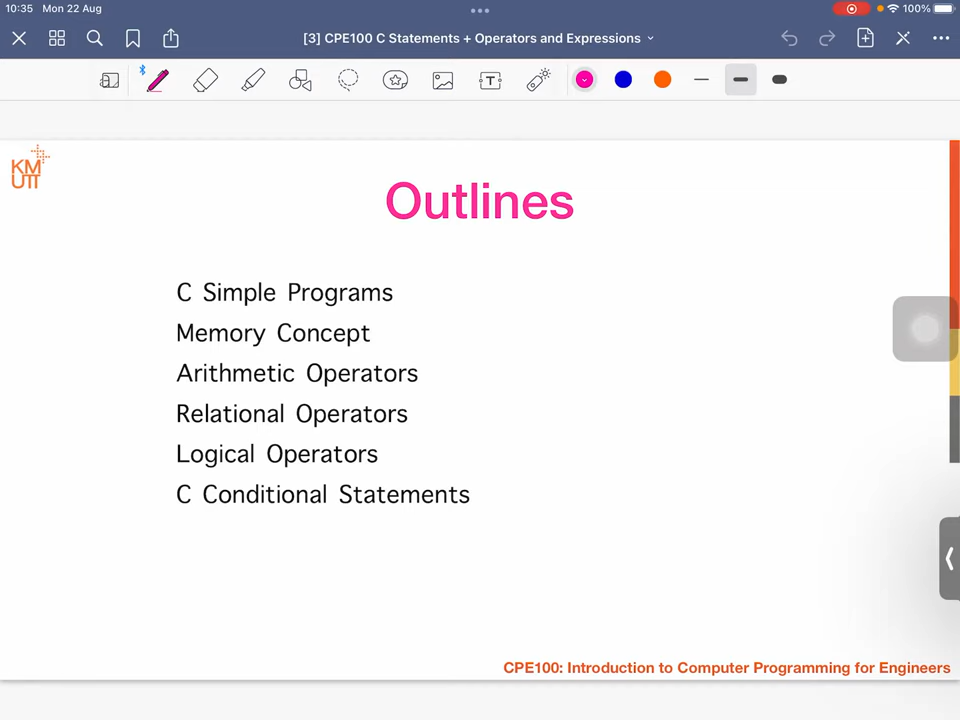 10:35 Mon 22 Aug
100%
[3] CPE100 C Statements + Operators and Expressions
T
KM
UTT
Outlines
C Simple Programs
Memory Concept
Arithmetic Operators
Relational Operators
Logical Operators
C Conditional Statements
CPE100: Introduction to Computer Programming for Engineers